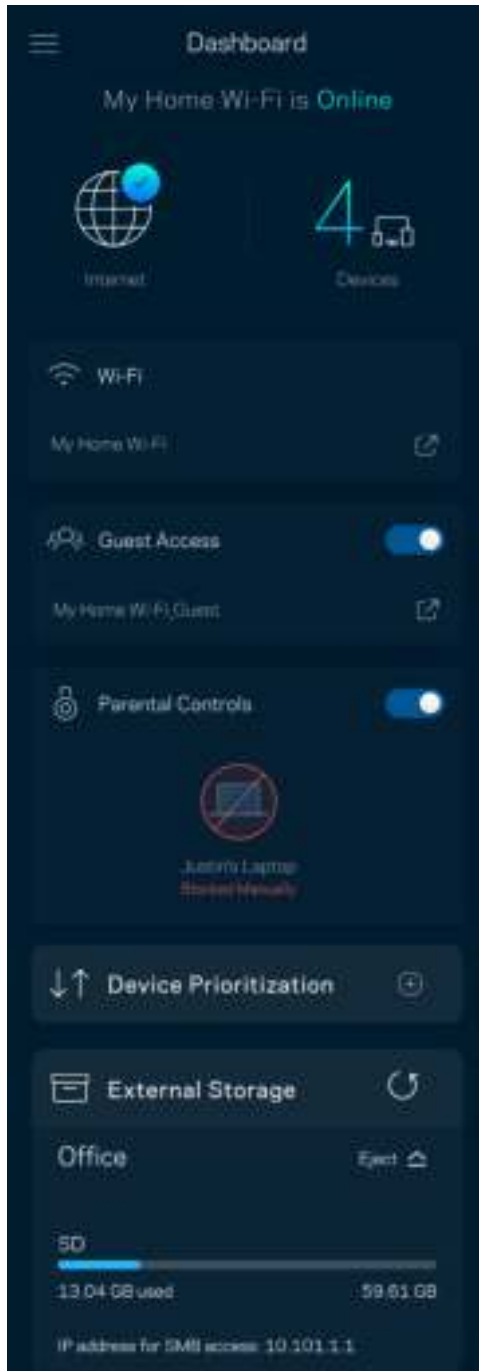 Dashboard
My Home Wi-Fi is Online
4
Internet
Devices
Wi-Fi
My Home Wi-Fi
Guest Access
My Home Wi-Fi_Guest
Parental Controls
Justin's Laptop
Blocked Manually
Device Prioritization
External Storage
Office
Eject
SD
13.04 GB used
59.61 GB
IP address for SMB access: 10.101.1.1